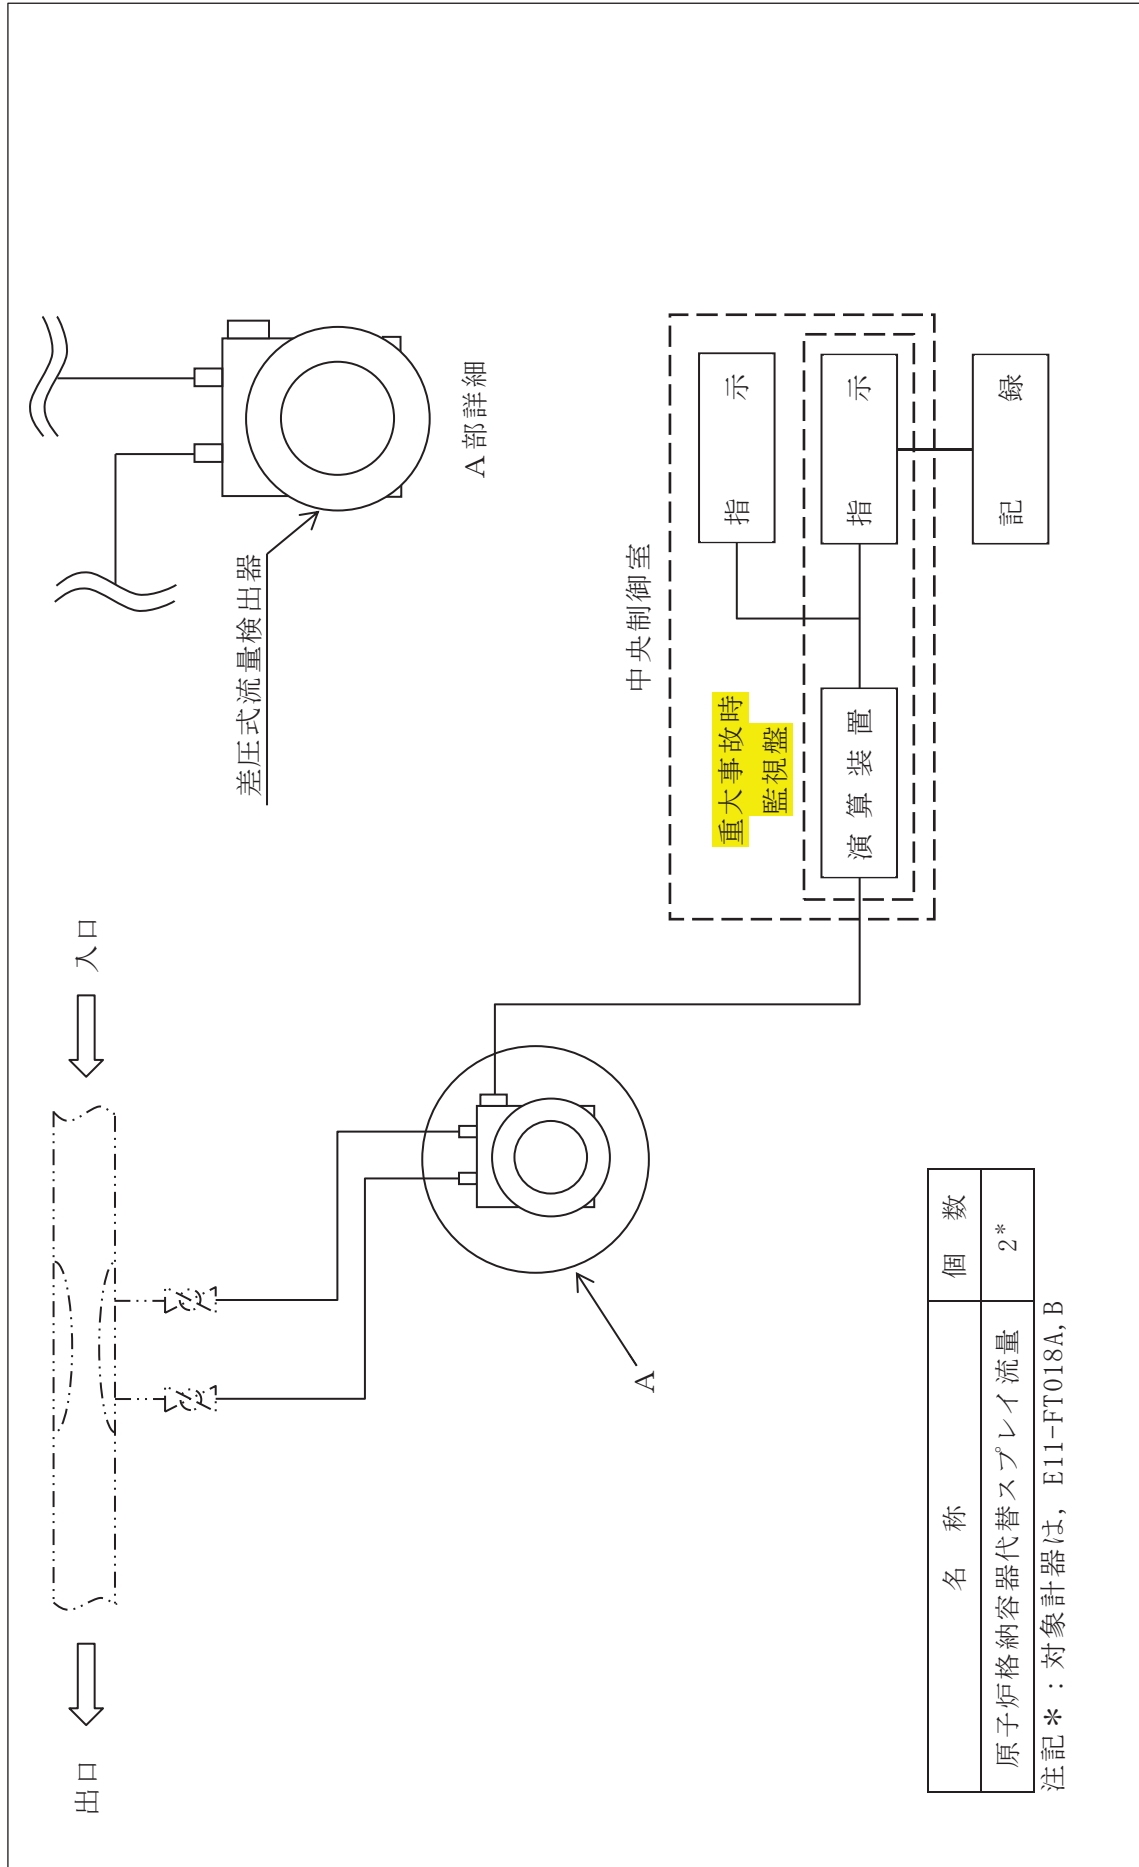 出口
入口
差圧式流量検出器
A部詳細
A
中央制御室
重大事故時
監視盤
指示
演算装置
指示
記録
名称 個数
原子炉格納容器代替スプレイ流量 2*
注記*:対象計器は,E11-FT018A,B